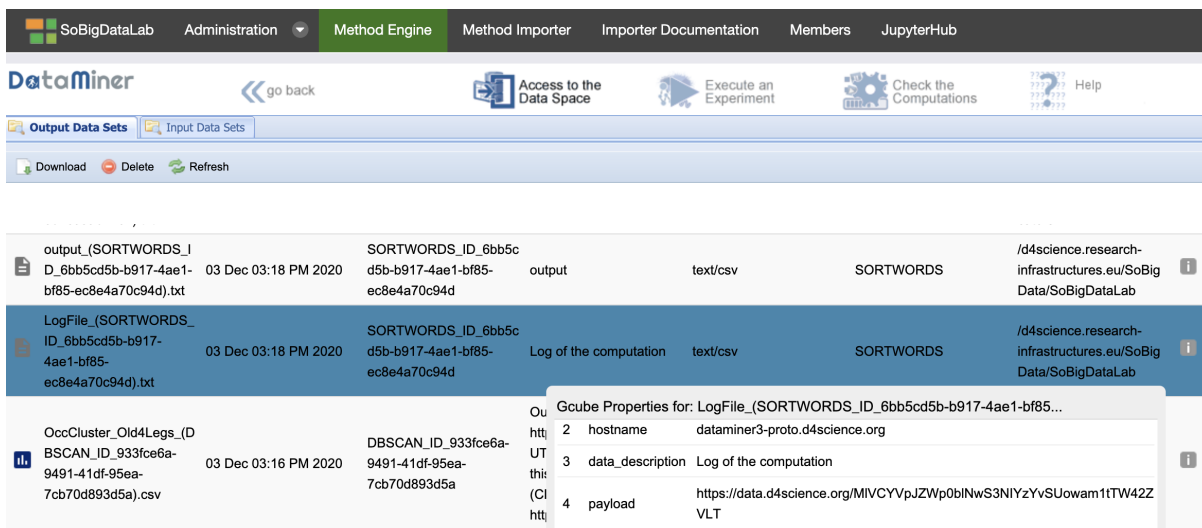 SoBigDataLab Administration Method Engine Method Importer Importer Documentation Members JupyterHub
DataMiner go back Access to the Data Space Execute an Experiment Check the Computations Help
Output Data Sets Input Data Sets
Download Delete Refresh
output_(SORTWORDS_I
D_6bb5cd5b-b917-4ae1-
bf85-ec8e4a70c94d).txt
03 Dec 03:18 PM 2020
SORTWORDS_ID_6bb5c
d5b-b917-4ae1-bf85-
ec8e4a70c94d
output
text/csv
SORTWORDS
/d4science.research-
infrastructures.eu/SoBig
Data/SoBigDataLab
LogFile_(SORTWORDS_
ID_6bb5cd5b-b917-
4ae1-bf85-
ec8e4a70c94d).txt
03 Dec 03:18 PM 2020
SORTWORDS_ID_6bb5c
d5b-b917-4ae1-bf85-
ec8e4a70c94d
Log of the computation
text/csv
SORTWORDS
/d4science.research-
infrastructures.eu/SoBig
Data/SoBigDataLab
OccCluster_Old4Legs_(D
BSCAN_ID_933fce6a-
9491-41df-95ea-
7cb70d893d5a).csv
03 Dec 03:16 PM 2020
DBSCAN_ID_933fce6a-
9491-41df-95ea-
7cb70d893d5a
Gcube Properties for: LogFile_(SORTWORDS_ID_6bb5cd5b-b917-4ae1-bf85...
2 hostname dataminer3-proto.d4science.org
3 data_description Log of the computation
4 payload https://data.d4science.org/MlVCYVpJZWp0blNwS3NIYzYvSUowam1tTW42Z
VLT